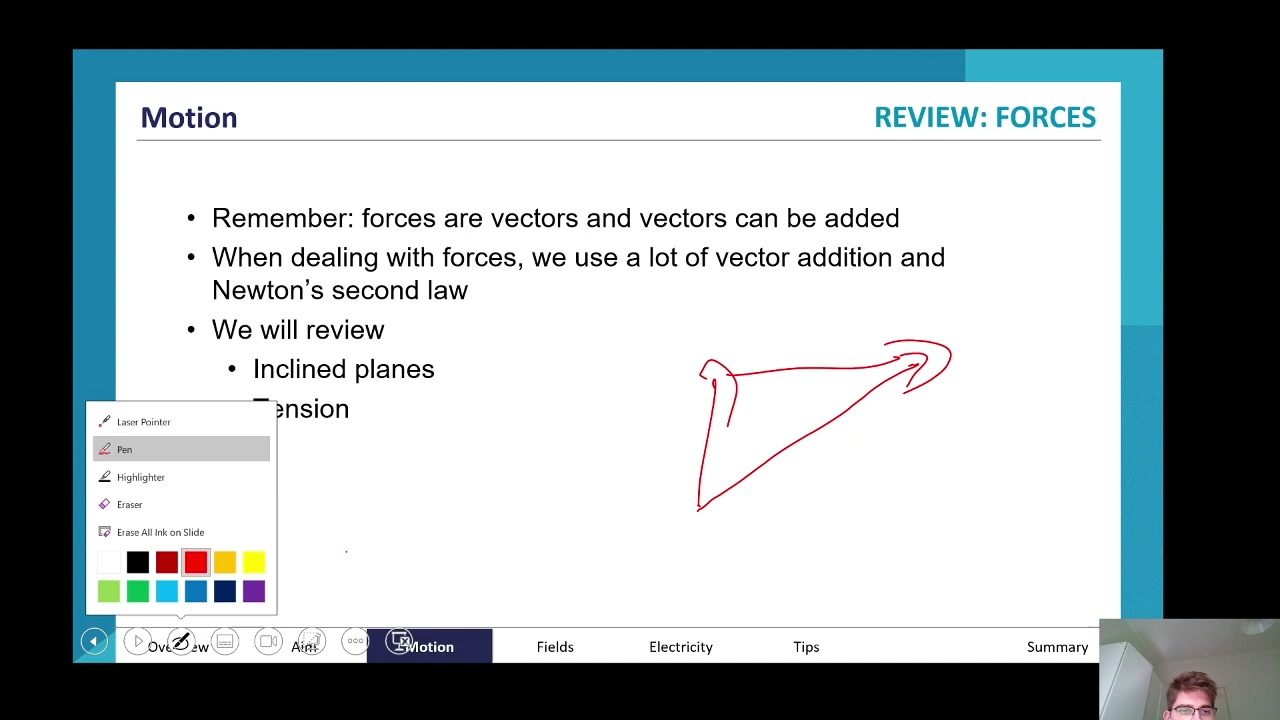 Motion
REVIEW: FORCES
• Remember: forces are vectors and vectors can be added
• When dealing with forces, we use a lot of vector addition and
Newton’s second law
• We will review
• Inclined planes
Tension
Laser Pointer
Pen
Highlighter
Eraser
Erase All Ink on Slide
Motion
Fields
Electricity
Tips
Summary